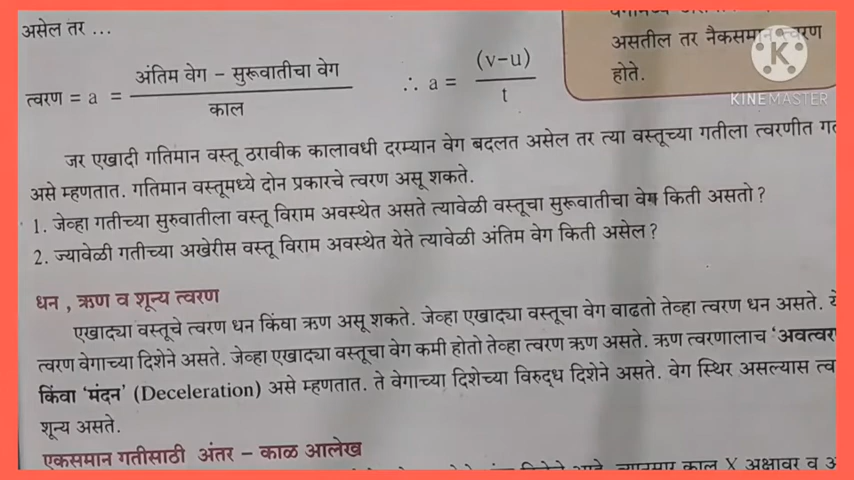 असेल तर ...
असतील तर नैकसमान त्वरण
होते.
KINEMASTER
त्वरण = a = अंतिम वेग - सुरूवातीचा वेग / काल ∴ a = (v-u) / t
जर एखादी गतिमान वस्तू ठरावीक कालावधी दरम्यान वेग बदलत असेल तर त्या वस्तूच्या गतीला त्वरणीत
असे म्हणतात. गतिमान वस्तूमध्ये दोन प्रकारचे त्वरण असू शकते.
1. जेव्हा गतीच्या सुरुवातीला वस्तू विराम अवस्थेत असते त्यावेळी वस्तूचा सुरूवातीचा वेग किती असतो ?
2. ज्यावेळी गतीच्या अखेरीस वस्तू विराम अवस्थेत येते त्यावेळी अंतिम वेग किती असेल ?
धन , ऋण व शून्य त्वरण
एखाद्या वस्तूचे त्वरण धन किंवा ऋण असू शकते. जेव्हा एखाद्या वस्तूचा वेग वाढतो तेव्हा त्वरण धन असते.
त्वरण वेगाच्या दिशेने असते. जेव्हा एखाद्या वस्तूचा वेग कमी होतो तेव्हा त्वरण ऋण असते. ऋण त्वरणालाच 'अवत्वर
किंवा 'मंदन' (Deceleration) असे म्हणतात. ते वेगाच्या दिशेच्या विरुद्ध दिशेने असते. वेग स्थिर असल्यास त्व
शून्य असते.
एकसमान गतीसाठी अंतर – काळ आलेख
काल X अक्षावर व